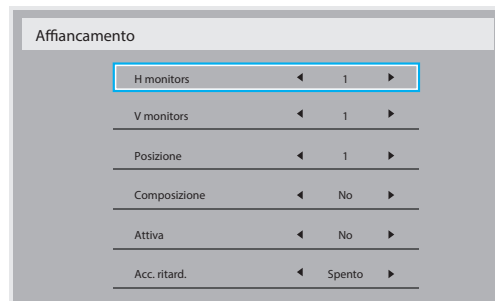 Affiancamento
H monitors 1
V monitors 1
Posizione 1
Composizione No
Attiva No
Acc. ritard. Spento